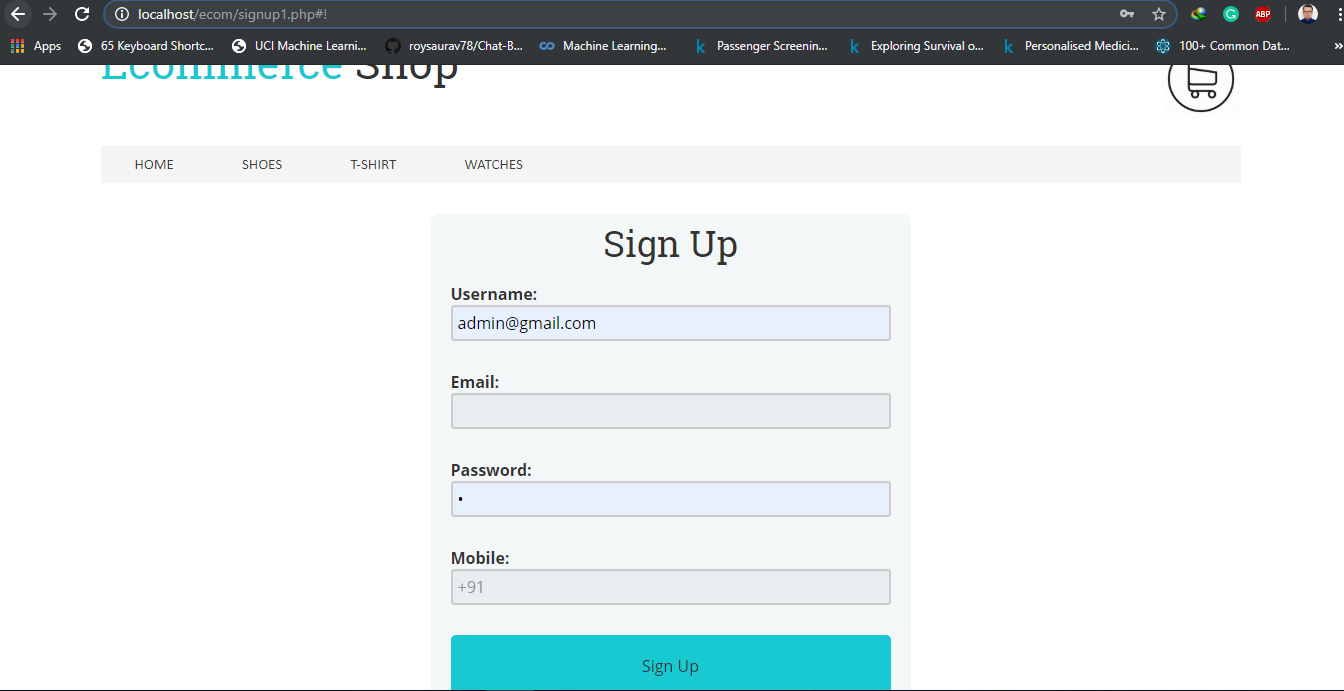 localhost/ecom/signup1.php#!
ABP
Apps 65 Keyboard Shortc... UCI Machine Learni... roysaurav78/Chat-B... Machine Learning... Passenger Screenin... Exploring Survival o... Personalised Medici... 100+ Common Dat... »
Ecommerce Shop
HOME SHOES T-SHIRT WATCHES
Sign Up
Username:
admin@gmail.com
Email:
Password:
•
Mobile:
+91
Sign Up